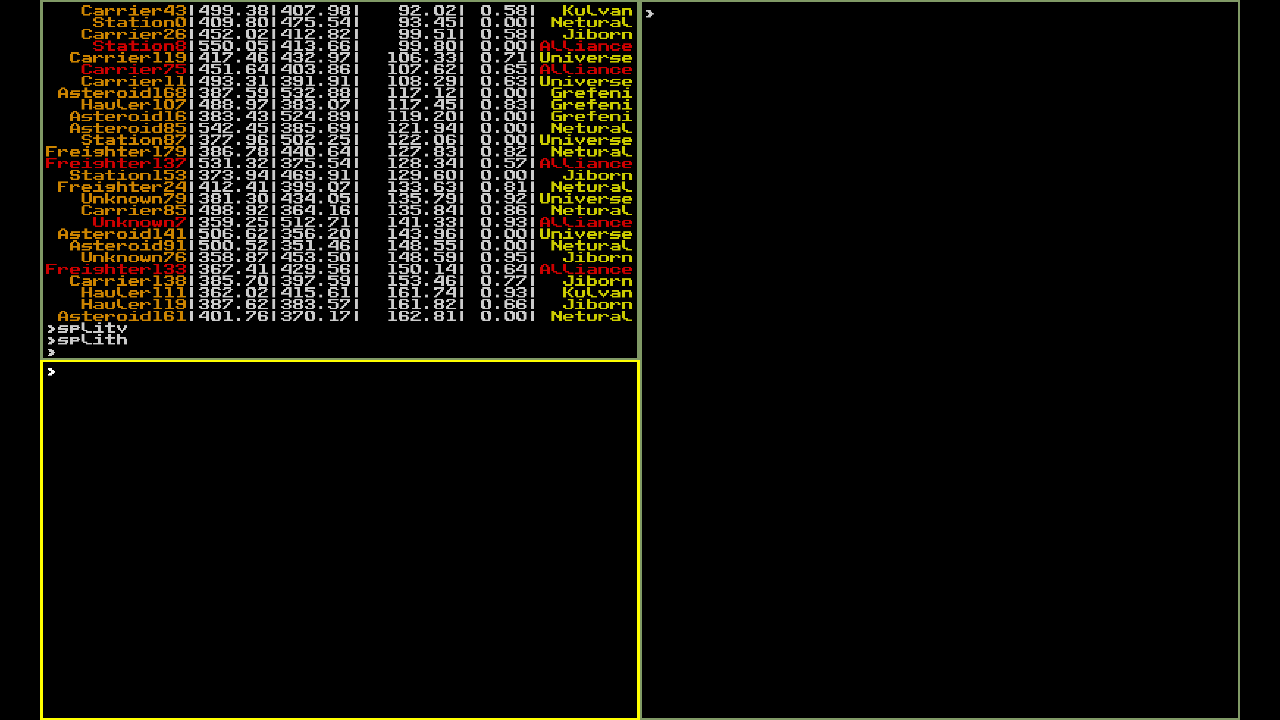 Carrier43|499.38|407.98|    92.02| 0.58|   Kulvan
Station0|409.80|475.54|    93.45| 0.00|  Netural
Carrier26|452.02|412.82|    99.51| 0.58|   Jiborn
Station8|550.05|413.66|    99.80| 0.00| Alliance
Carrier119|417.46|432.97|   106.33| 0.71| Universe
Carrier75|451.64|403.86|   107.62| 0.65| Alliance
Carrier11|493.31|391.81|   108.29| 0.63| Universe
Asteroid168|387.59|532.88|   117.12| 0.00|  Grefeni
Hauler107|488.97|383.07|   117.45| 0.83|  Grefeni
Asteroid16|383.43|524.89|   119.20| 0.00|  Grefeni
Asteroid85|542.45|385.69|   121.94| 0.00|  Netural
Station87|377.96|502.25|   122.06| 0.00| Universe
Freighter179|386.78|440.64|   127.83| 0.82|  Netural
Freighter137|531.32|375.54|   128.34| 0.57| Alliance
Station153|373.94|469.91|   129.60| 0.00|   Jiborn
Freighter24|412.41|399.07|   133.63| 0.81|  Netural
Unknown79|381.30|434.05|   135.79| 0.92| Universe
Carrier85|498.92|364.16|   135.84| 0.86|  Netural
Unknown7|359.25|512.71|   141.33| 0.93| Alliance
Asteroid141|506.62|356.20|   143.96| 0.00| Universe
Asteroid91|500.52|351.46|   148.55| 0.00|  Netural
Unknown76|358.87|453.50|   148.59| 0.95|   Jiborn
Freighter133|367.41|429.56|   150.14| 0.64| Alliance
Carrier138|385.70|397.59|   153.46| 0.77|   Jiborn
Hauler111|362.02|415.61|   161.74| 0.93|   Kulvan
Hauler119|387.62|383.57|   161.82| 0.66|   Jiborn
Asteroid161|401.76|370.17|   162.81| 0.00|  Netural
>splitv
>splith
>
>
>